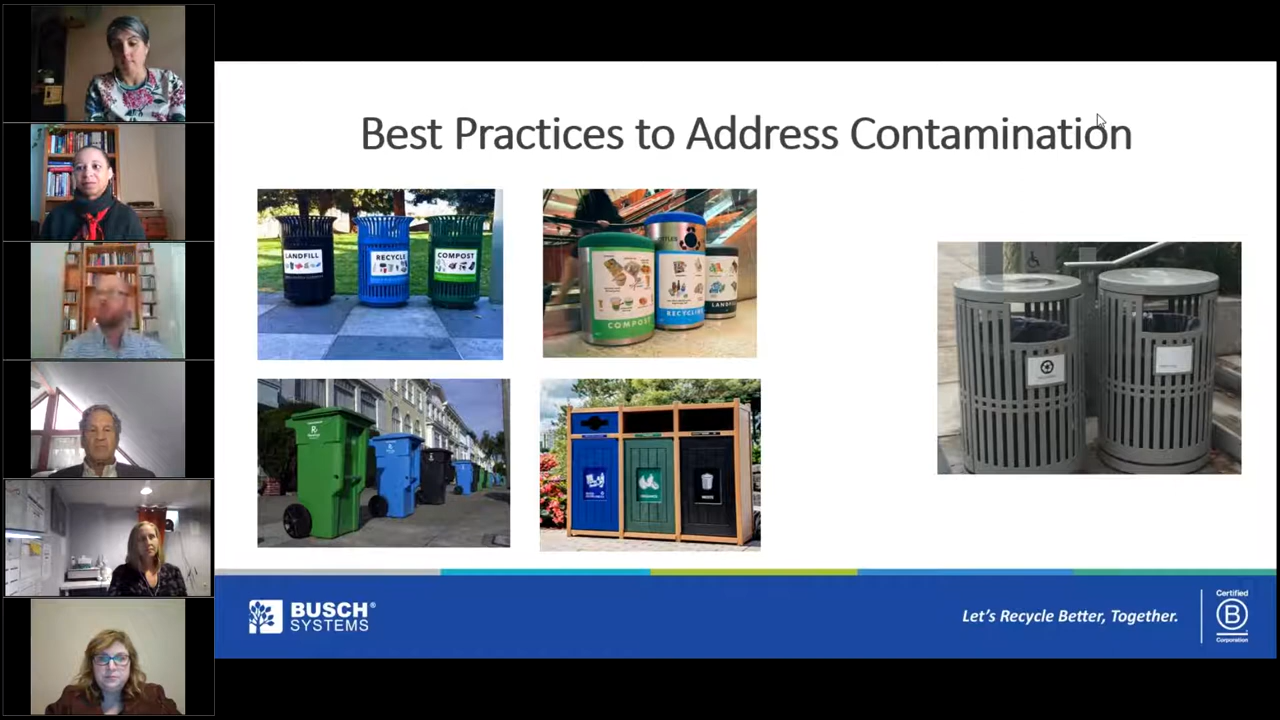 Best Practices to Address Contamination
LANDFILL
RECYCLE
COMPOST
COMPOST
RECYCLING
BUSCH®
SYSTEMS
Let's Recycle Better, Together.
Certified
B
Corporation